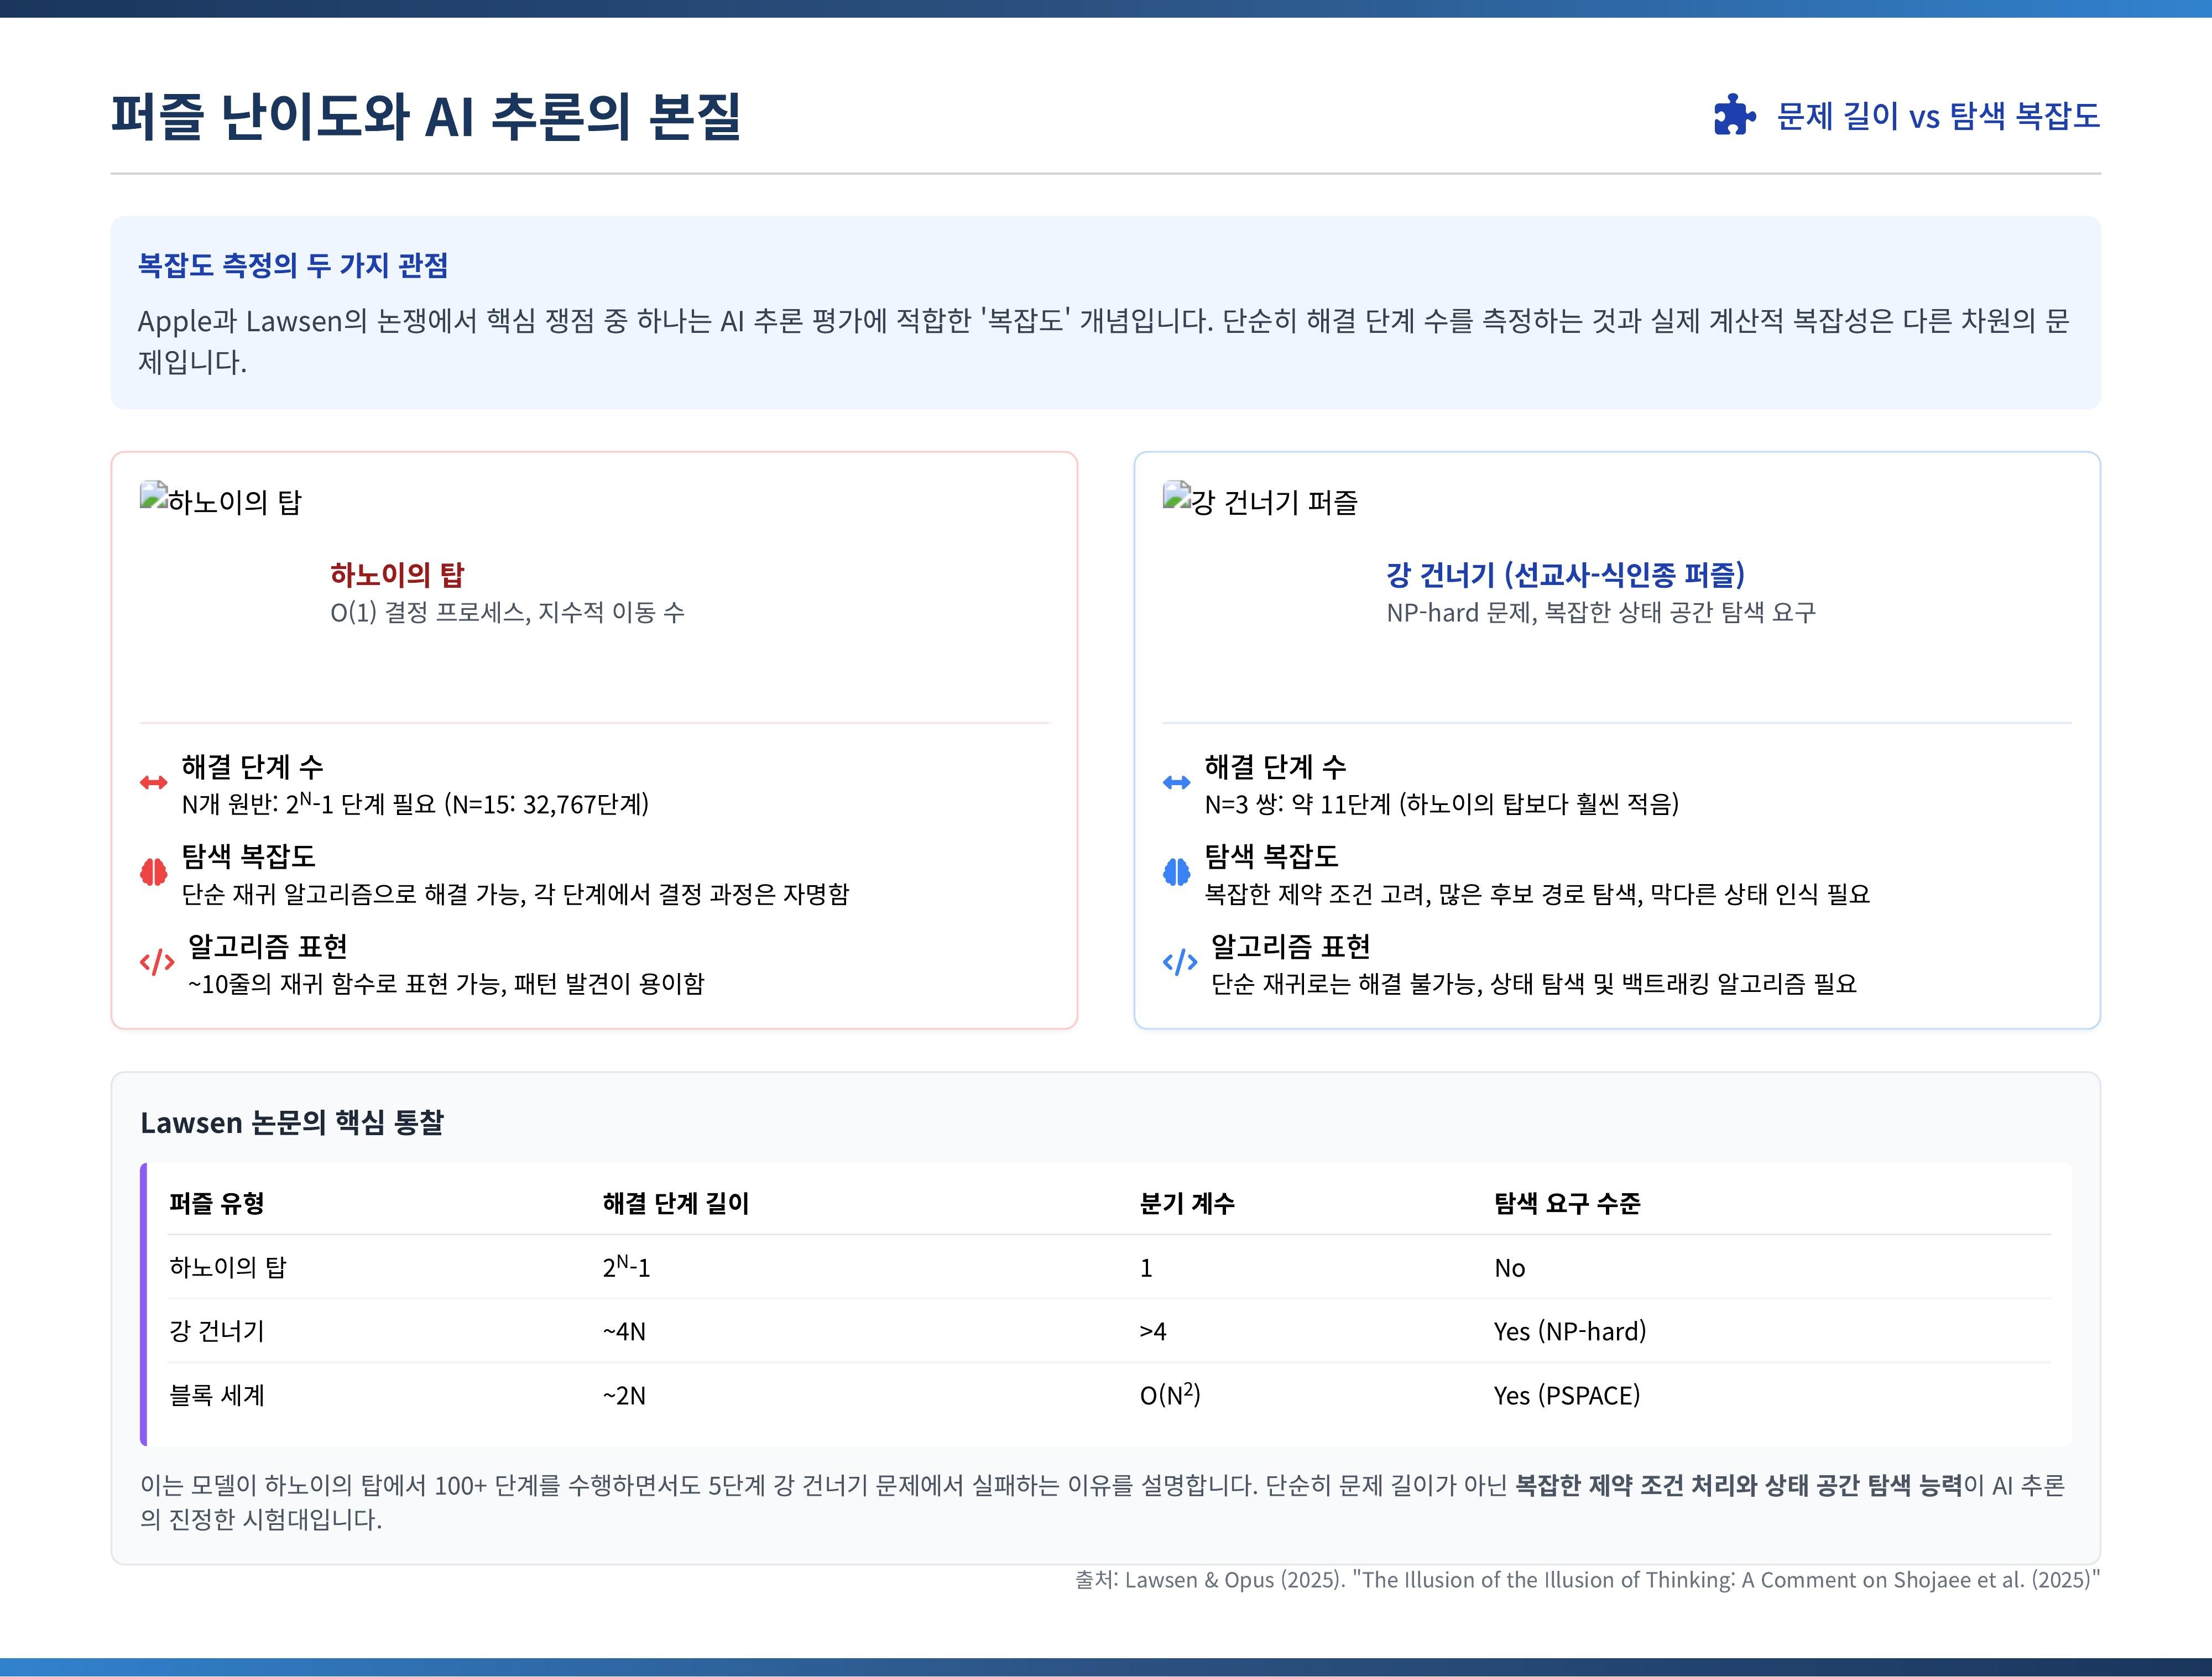 퍼즐 난이도와 AI 추론의 본질
문제 길이 vs 탐색 복잡도
복잡도 측정의 두 가지 관점
Apple과 Lawsen의 논쟁에서 핵심 쟁점 중 하나는 AI 추론 평가에 적합한 '복잡도' 개념입니다. 단순히 해결 단계 수를 측정하는 것과 실제 계산적 복잡성은 다른 차원의 문
제입니다.
하노이의 탑
하노이의 탑
O(1) 결정 프로세스, 지수적 이동 수
해결 단계 수
N개 원반: 2ᴺ-1 단계 필요 (N=15: 32,767단계)
탐색 복잡도
단순 재귀 알고리즘으로 해결 가능, 각 단계에서 결정 과정은 자명함
알고리즘 표현
~10줄의 재귀 함수로 표현 가능, 패턴 발견이 용이함
강 건너기 퍼즐
강 건너기 (선교사-식인종 퍼즐)
NP-hard 문제, 복잡한 상태 공간 탐색 요구
해결 단계 수
N=3 쌍: 약 11단계 (하노이의 탑보다 훨씬 적음)
탐색 복잡도
복잡한 제약 조건 고려, 많은 후보 경로 탐색, 막다른 상태 인식 필요
알고리즘 표현
단순 재귀로는 해결 불가능, 상태 탐색 및 백트래킹 알고리즘 필요
Lawsen 논문의 핵심 통찰
퍼즐 유형 해결 단계 길이 분기 계수 탐색 요구 수준
하노이의 탑 2ᴺ-1 1 No
강 건너기 ~4N >4 Yes (NP-hard)
블록 세계 ~2N O(N²) Yes (PSPACE)
이는 모델이 하노이의 탑에서 100+ 단계를 수행하면서도 5단계 강 건너기 문제에서 실패하는 이유를 설명합니다. 단순히 문제 길이가 아닌 복잡한 제약 조건 처리와 상태 공간 탐색 능력이 AI 추론
의 진정한 시험대입니다.
출처: Lawsen & Opus (2025). "The Illusion of the Illusion of Thinking: A Comment on Shojaee et al. (2025)"